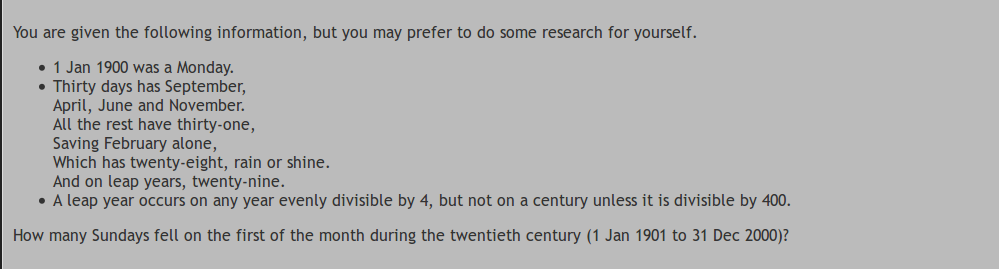 You are given the following information, but you may prefer to do some research for yourself.
• 1 Jan 1900 was a Monday.
• Thirty days has September,
April, June and November.
All the rest have thirty-one,
Saving February alone,
Which has twenty-eight, rain or shine.
And on leap years, twenty-nine.
• A leap year occurs on any year evenly divisible by 4, but not on a century unless it is divisible by 400.
How many Sundays fell on the first of the month during the twentieth century (1 Jan 1901 to 31 Dec 2000)?